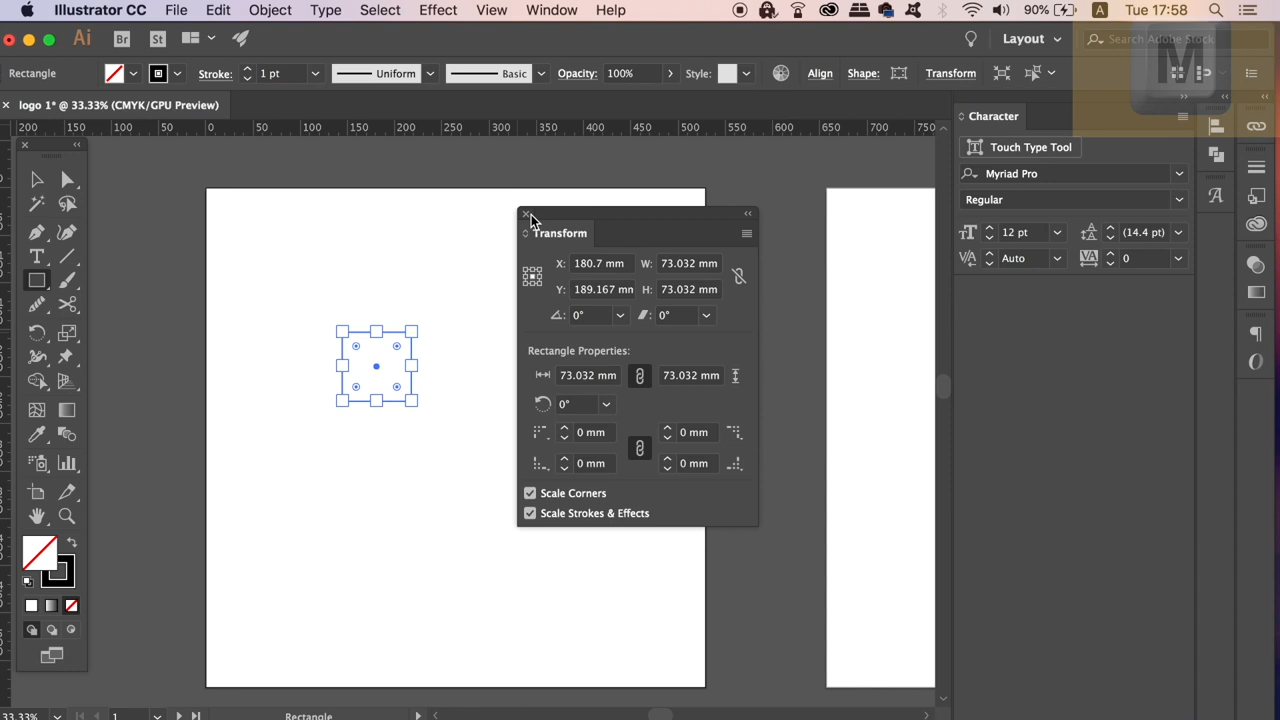 Illustrator CC File Edit Object Type Select Effect View Window Help 90% A Tue 17:58
Ai Br St Layout Search Adobe Stock
M
Rectangle Stroke: 1 pt Uniform Basic Opacity: 100% Style: Align Shape: Transform
× logo 1* @ 33.33% (CMYK/GPU Preview)
200 150 100 50 0 50 100 150 200 250 300 350 400 450 500 550 600 650 700 750
Character
Touch Type Tool
Myriad Pro
Regular
12 pt (14.4 pt)
Auto 0
Transform
X: 180.7 mm W: 73.032 mm
Y: 189.167 mn H: 73.032 mm
0° 0°
Rectangle Properties:
73.032 mm 73.032 mm
0°
0 mm 0 mm
0 mm 0 mm
Scale Corners
Scale Strokes & Effects
33.33% 1 Rectangle